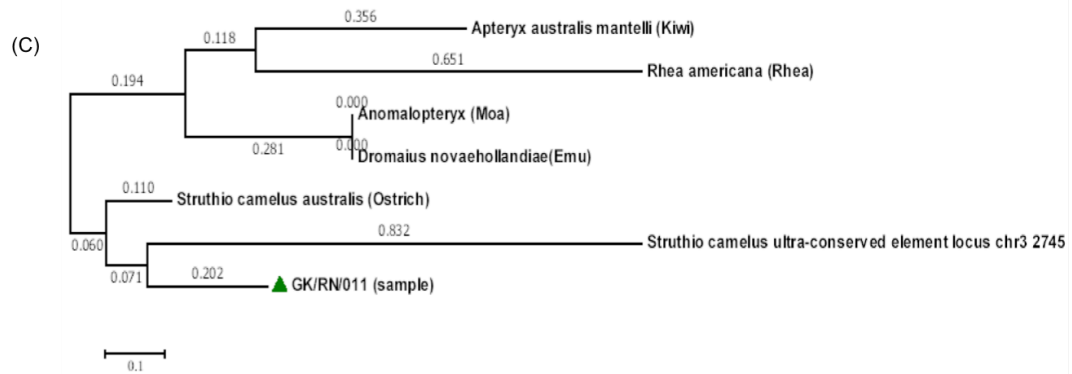 0.356
(C)
Apteryx australis mantelli (Kiwi)
0.118
0.651
Rhea americana (Rhea)
0.194
0.000
Anomalopteryx (Moa)
0.000
0.281
Dromaius novaehollandiae(Emu)
0.110
Struthio camelus australis (Ostrich)
0.832
0.060
Struthio camelus ultra-conserved element locus chr3 2745
0.071
0.202
GK/RN/011 (sample)
0.1